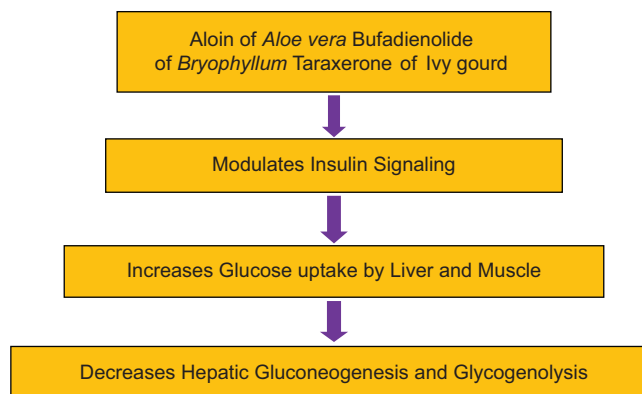 Aloin of Aloe vera Bufadienolide
of Bryophyllum Taraxerone of Ivy gourd
Modulates Insulin Signaling
Increases Glucose uptake by Liver and Muscle
Decreases Hepatic Gluconeogenesis and Glycogenolysis